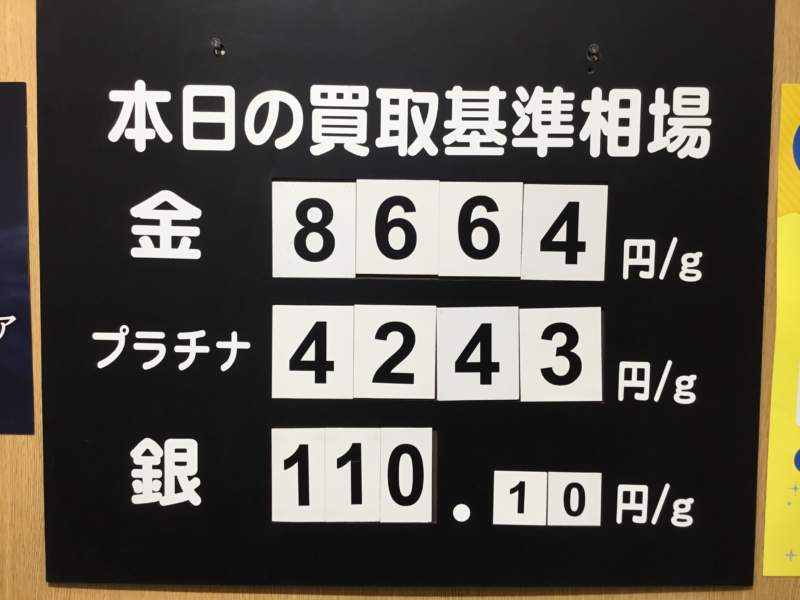 本日の買取基準相場
金 8664 円/g
プラチナ 4243 円/g
銀 110.10 円/g
ア